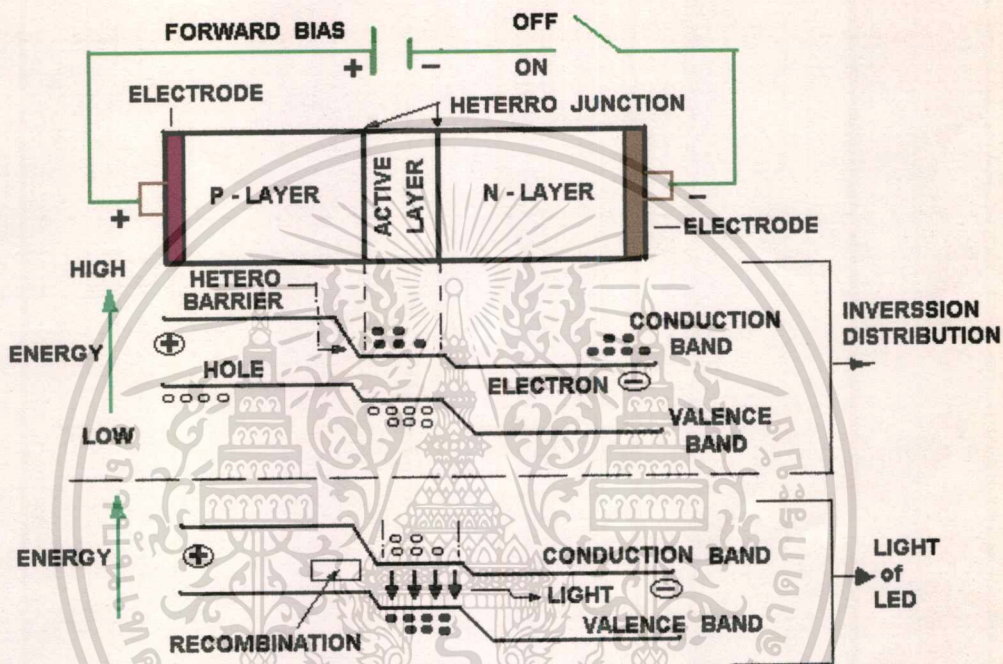 FORWARD BIAS
OFF
+ −
ON
ELECTRODE
HETERRO JUNCTION
P - LAYER
ACTIVE
LAYER
N - LAYER
+
−
ELECTRODE
HIGH
HETERO
BARRIER
INVERSSION
DISTRIBUTION
CONDUCTION
BAND
ENERGY
+
HOLE
ELECTRON −
VALENCE
BAND
LOW
ENERGY
+
CONDUCTION BAND
−
LIGHT
LIGHT
of
LED
VALENCE BAND
RECOMBINATION